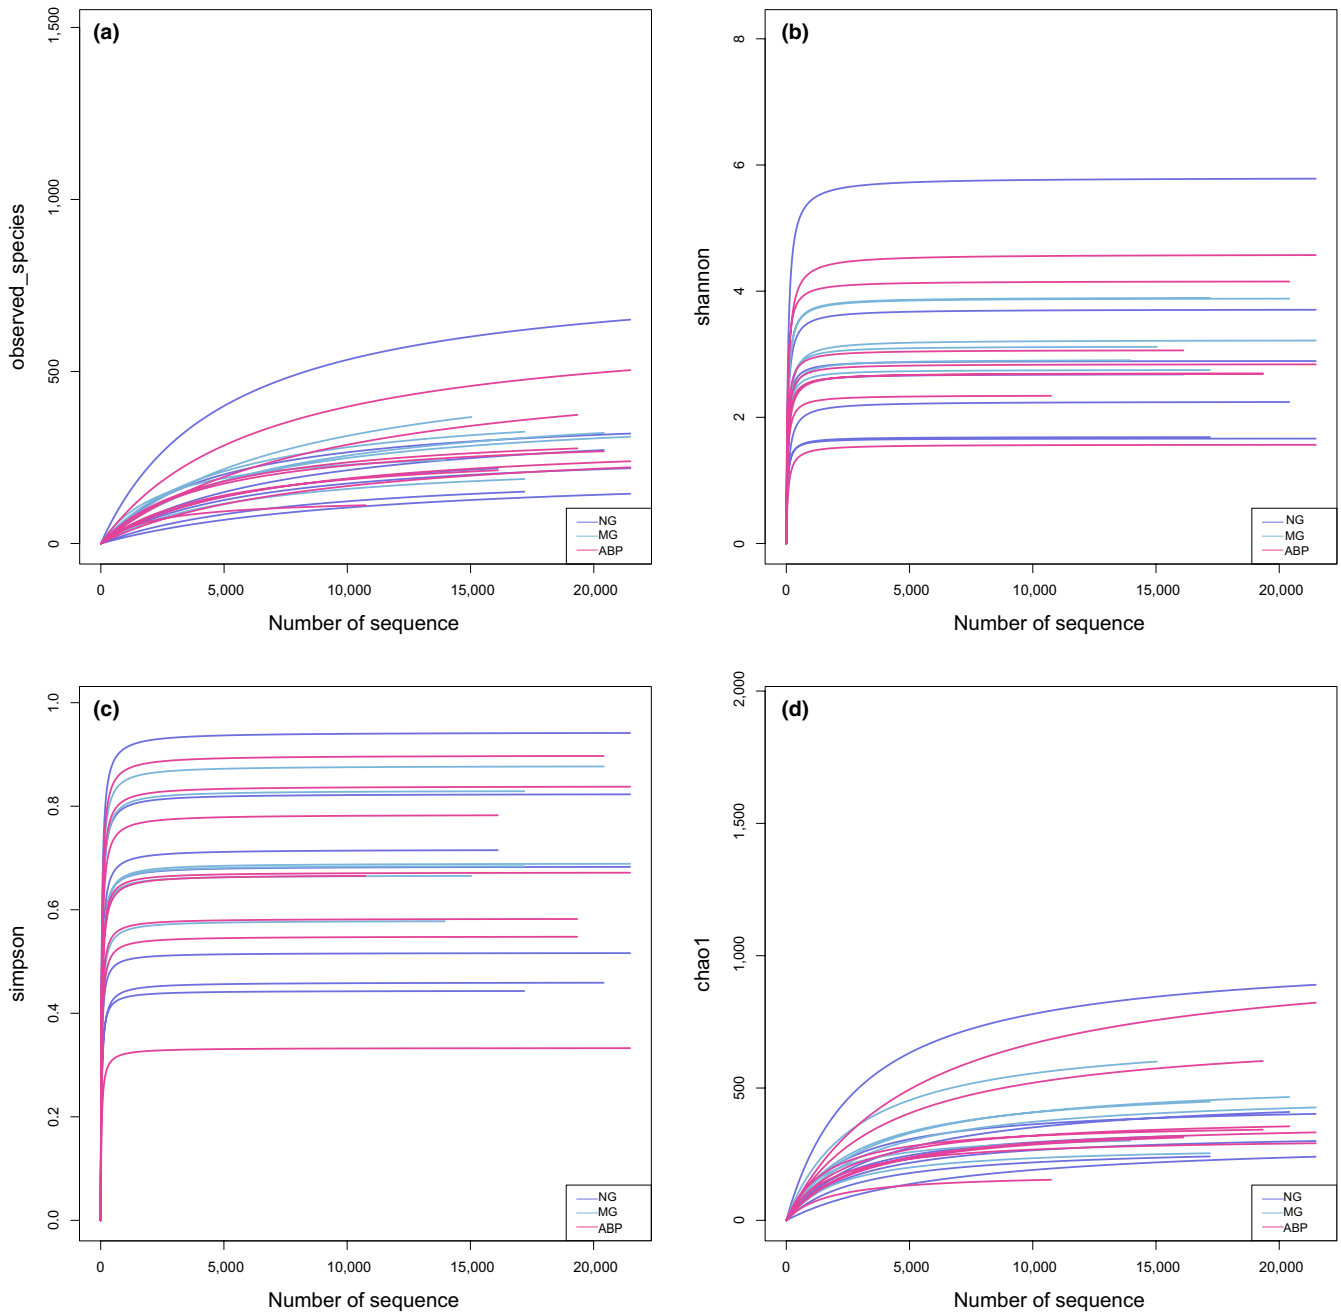 (a)
observed_species
1,500
1,000
500
0
0 5,000 10,000 15,000 20,000
Number of sequence
NG
MG
ABP
(b)
shannon
8
6
4
2
0
0 5,000 10,000 15,000 20,000
Number of sequence
NG
MG
ABP
(c)
simpson
1.0
0.8
0.6
0.4
0.2
0.0
0 5,000 10,000 15,000 20,000
Number of sequence
NG
MG
ABP
(d)
chao1
2,000
1,500
1,000
500
0
0 5,000 10,000 15,000 20,000
Number of sequence
NG
MG
ABP